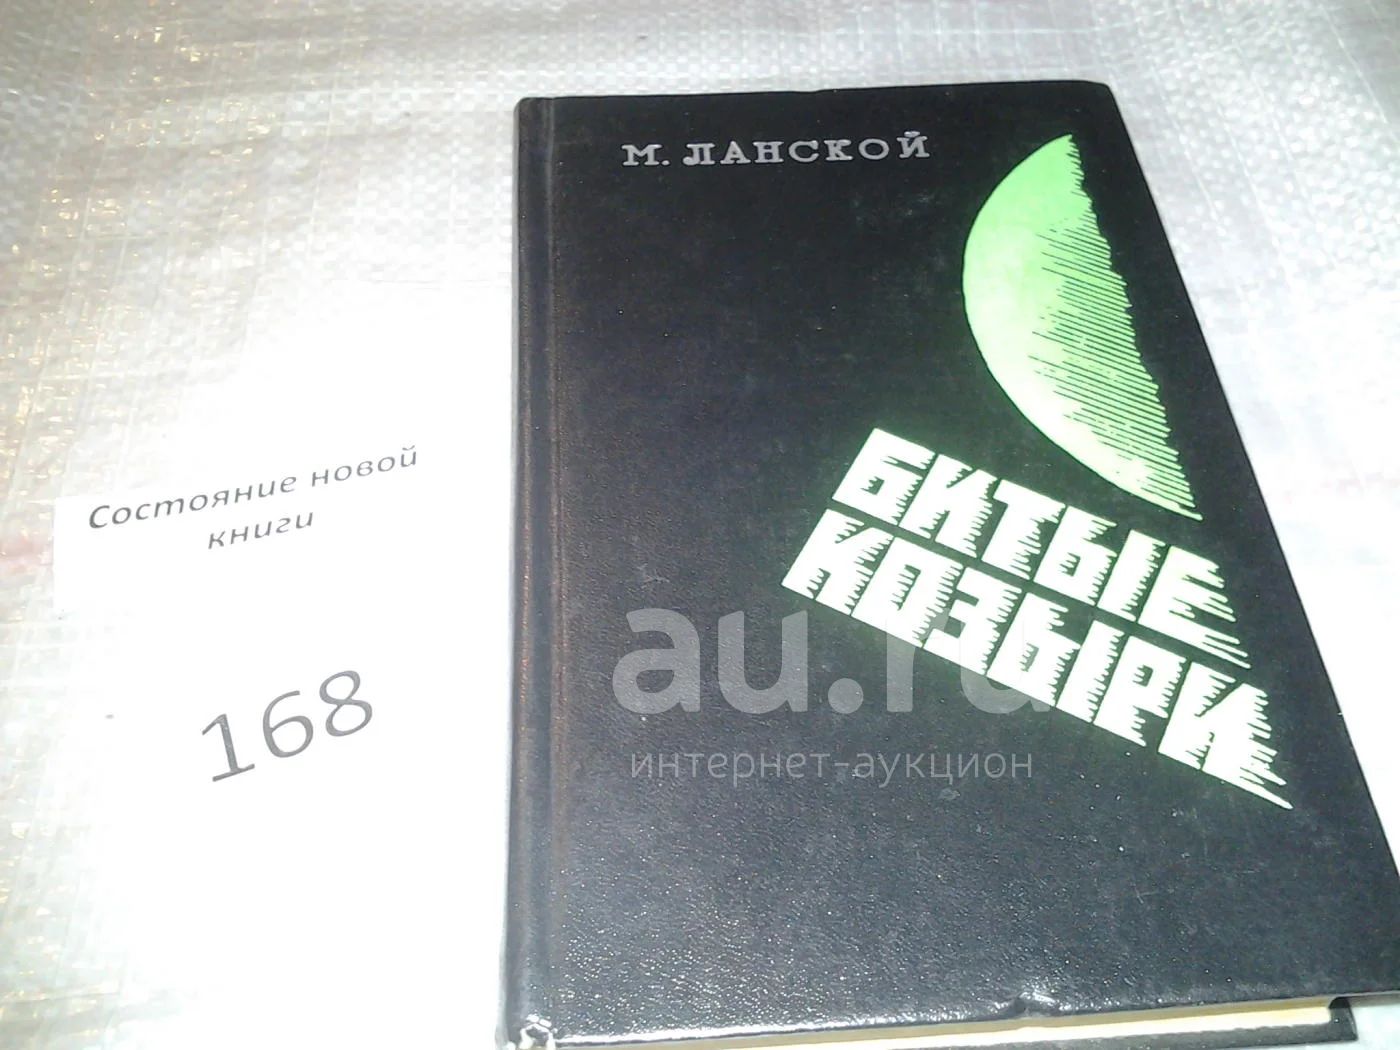 М. ЛАНСКОЙ
БИТЫЕ
КОЗЫРИ
Состояние новой
книги
168
au.ru
интернет-аукцион